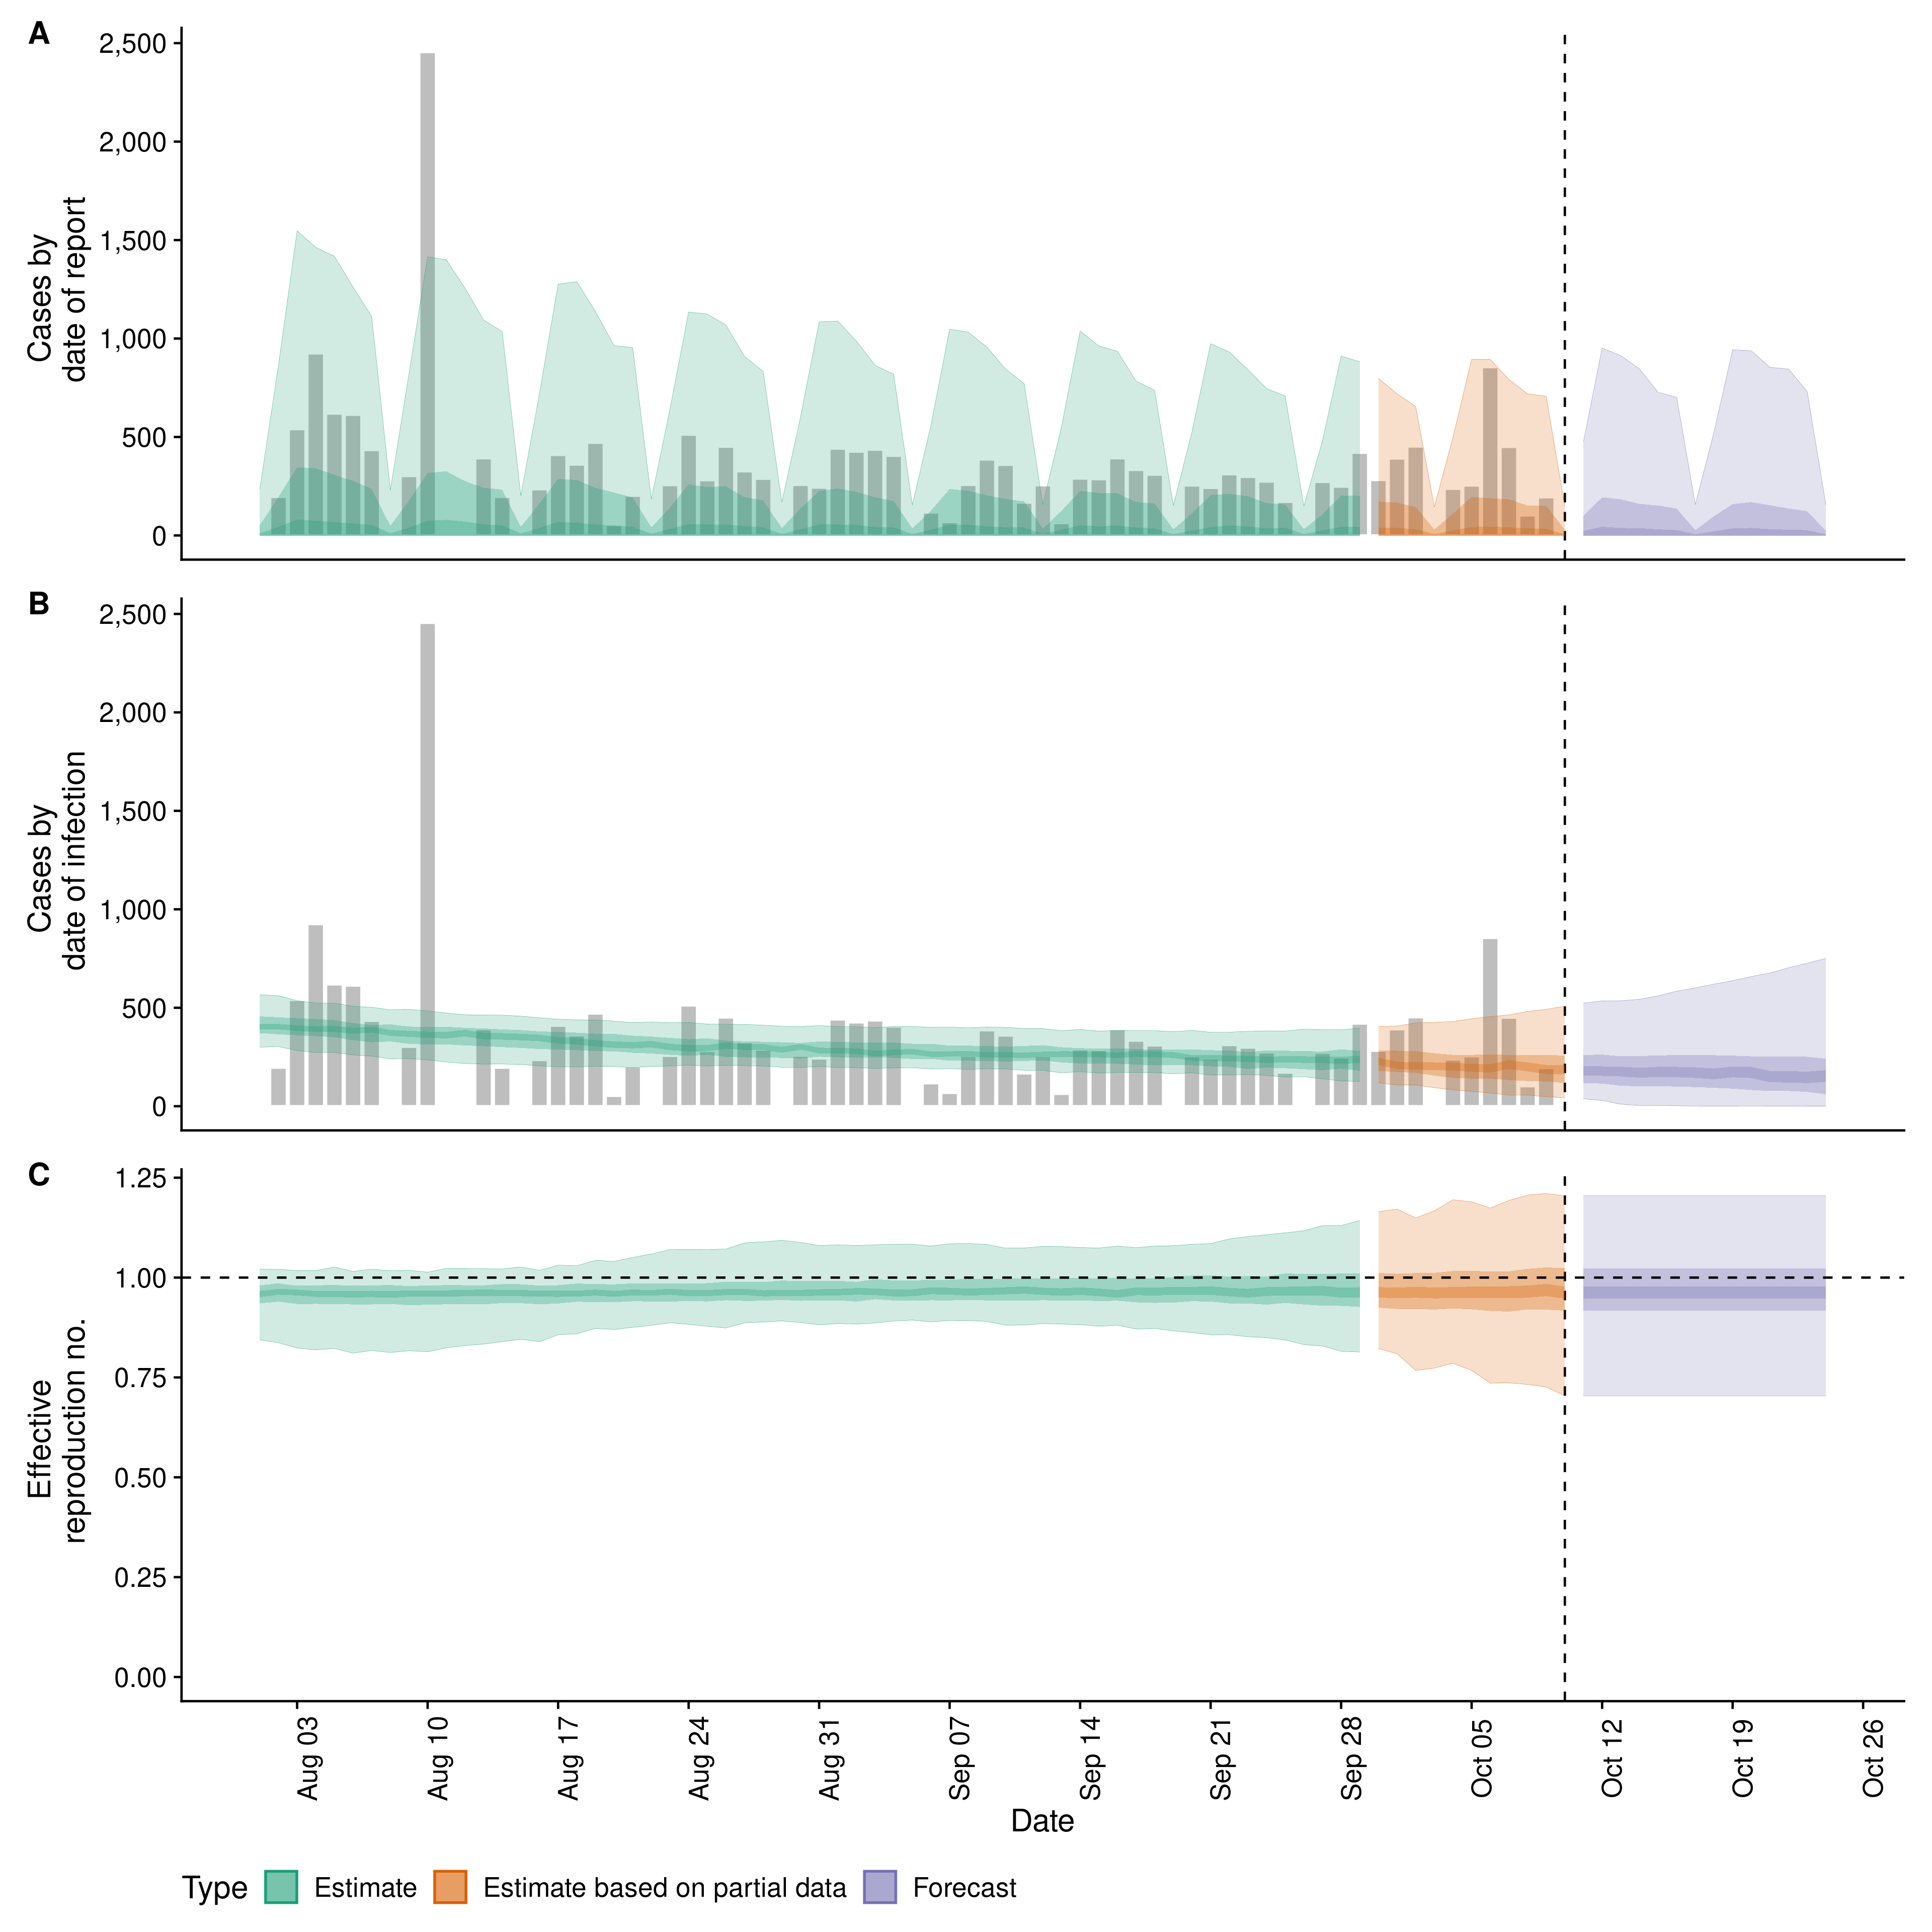 A
2,500
2,000
1,500
1,000
500
0
Cases by
date of report
B
2,500
2,000
1,500
1,000
500
0
Cases by
date of infection
C
1.25
1.00
0.75
0.50
0.25
0.00
Effective
reproduction no.
Aug 03
Aug 10
Aug 17
Aug 24
Aug 31
Sep 07
Sep 14
Sep 21
Sep 28
Oct 05
Oct 12
Oct 19
Oct 26
Date
Type Estimate Estimate based on partial data Forecast